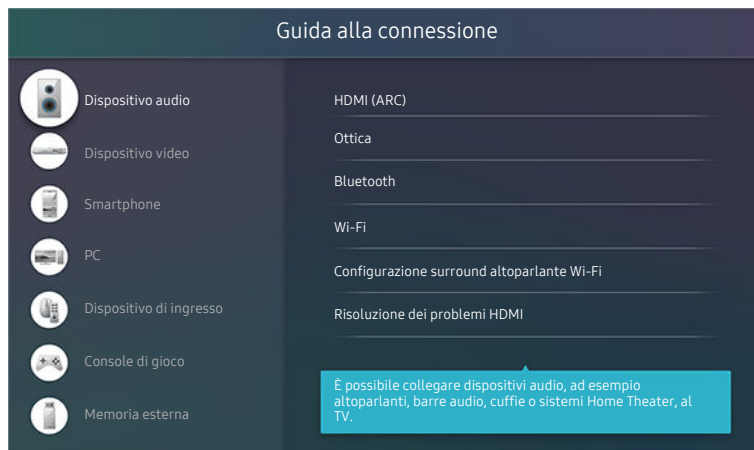 Guida alla connessione
Dispositivo audio
Dispositivo video
Smartphone
PC
Dispositivo di ingresso
Console di gioco
Memoria esterna
HDMI (ARC)
Ottica
Bluetooth
Wi-Fi
Configurazione surround altoparlante Wi-Fi
Risoluzione dei problemi HDMI
È possibile collegare dispositivi audio, ad esempio
altoparlanti, barre audio, cuffie o sistemi Home Theater, al
TV.